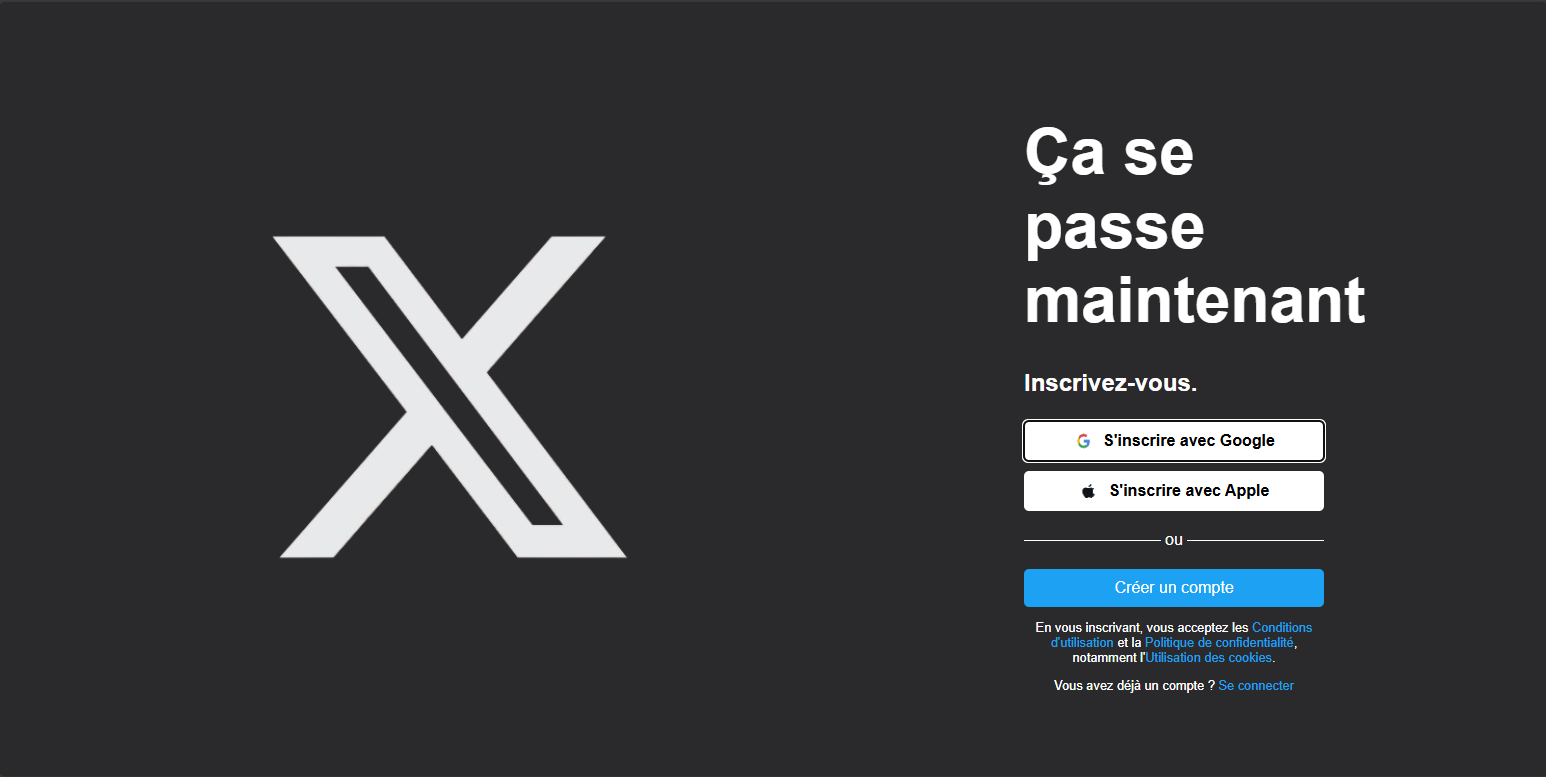 X
Ça se
passe
maintenant
Inscrivez-vous.
S'inscrire avec Google
S'inscrire avec Apple
ou
Créer un compte
En vous inscrivant, vous acceptez les Conditions
d'utilisation et la Politique de confidentialité,
notamment l'Utilisation des cookies.
Vous avez déjà un compte ? Se connecter